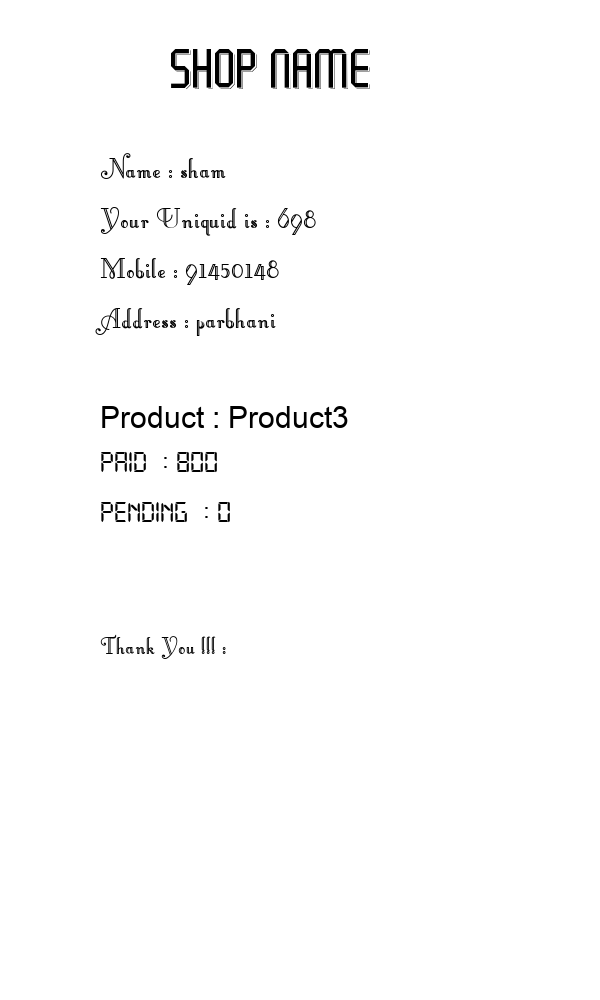 SHOP NAME
Name : sham
Your Uniquid is : 698
Mobile : 91450148
Address : parbhani
Product : Product3
PAID : 800
PENDING : 0
Thank You lll :